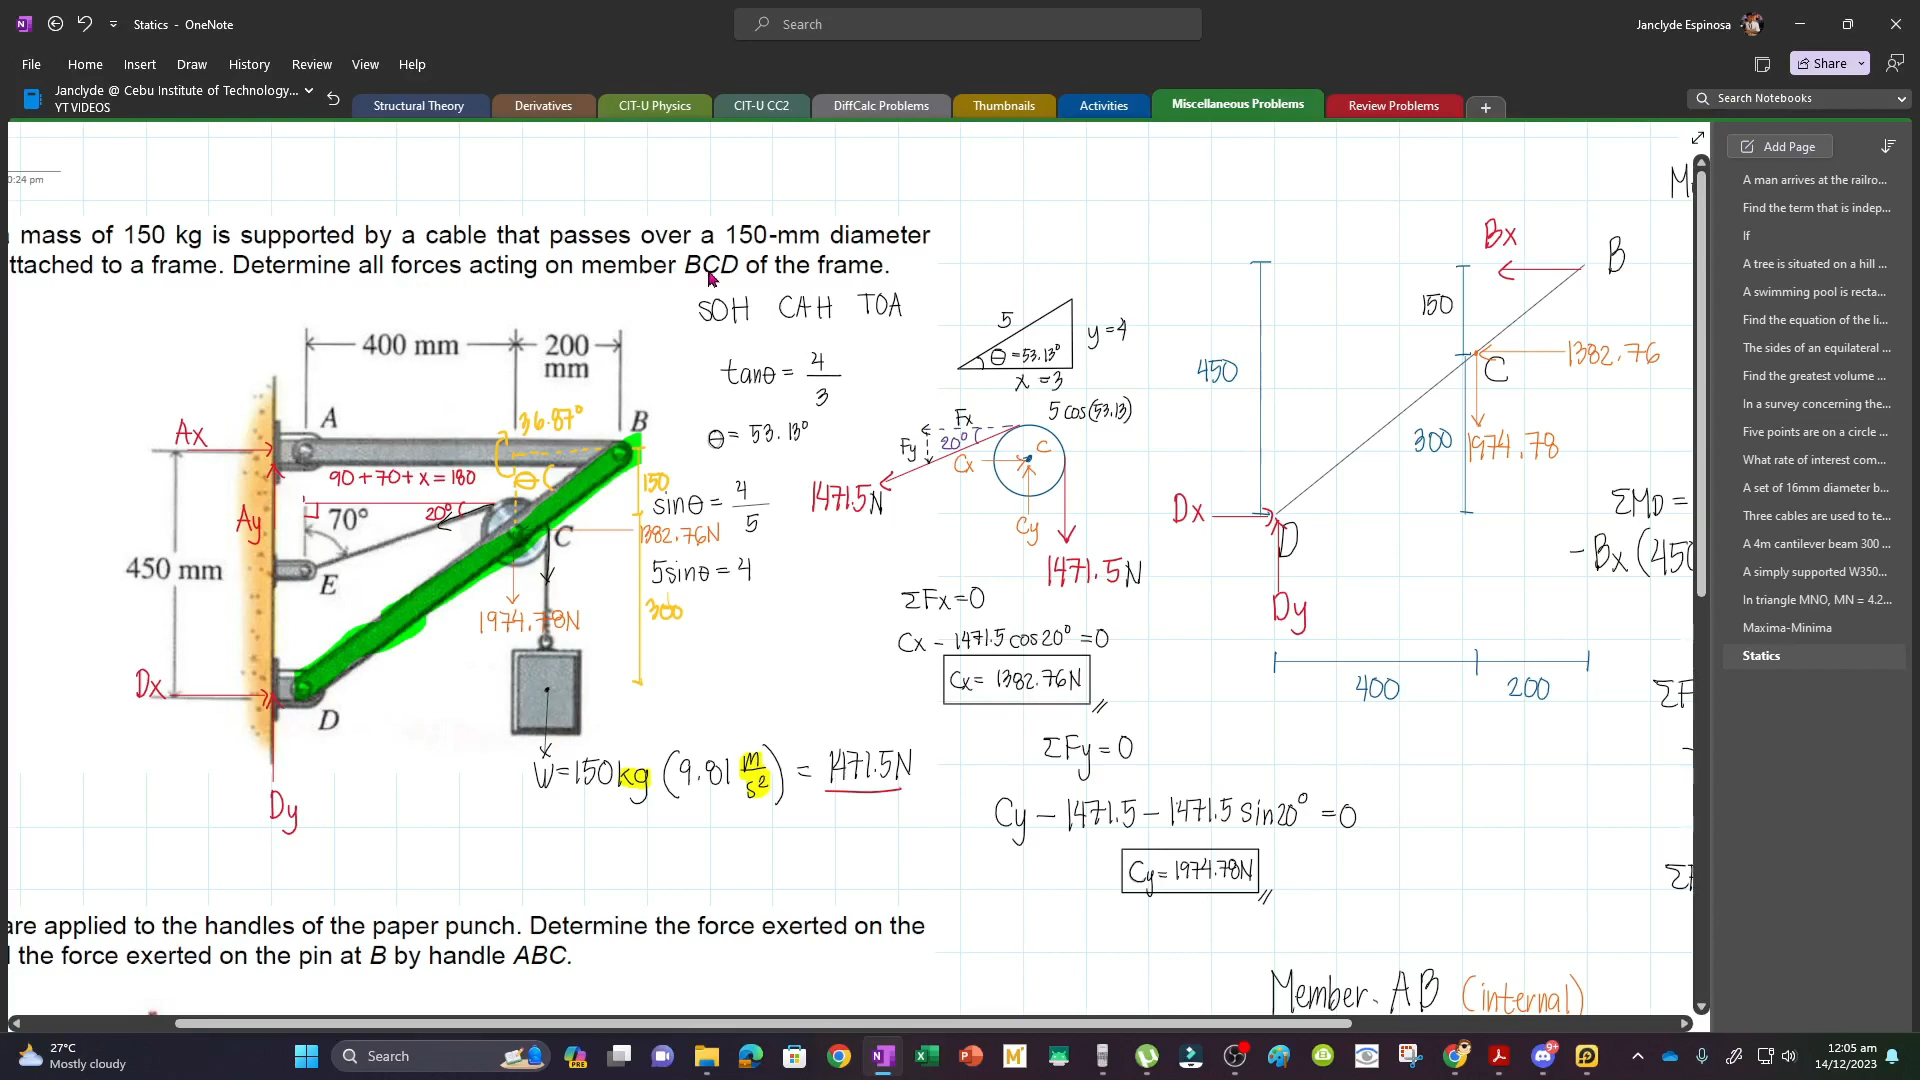 Statics - OneNote
Search
Janclyde Espinosa
File Home Insert Draw History Review View Help
Share
Janclyde @ Cebu Institute of Technology...
YT VIDEOS
Structural Theory
Derivatives
CIT-U Physics
CIT-U CC2
DiffCalc Problems
Thumbnails
Activities
Miscellaneous Problems
Review Problems
Search Notebooks
Add Page
A man arrives at the railro...
Find the term that is indep...
If
A tree is situated on a hill ...
A swimming pool is recta...
Find the equation of the li...
The sides of an equilateral ...
Find the greatest volume ...
In a survey concerning the...
Five points are on a circle ...
What rate of interest com...
A set of 16mm diameter b...
Three cables are used to te...
A 4m cantilever beam 300 ...
A simply supported W350...
In triangle MNO, MN = 4.2...
Maxima-Minima
Statics
0:24 pm
mass of 150 kg is supported by a cable that passes over a 150-mm diameter
ttached to a frame. Determine all forces acting on member BCD of the frame.
400 mm
200
mm
A
B
36.87°
Ax
90+70+x=180
θ
150
Ay
70°
20°
C
1382.76N
450 mm
E
300
1974.78N
Dx
D
Dy
W=150kg (9.81 m/s²) = 1471.5N
SOH CAH TOA
tanθ = 4/3
θ = 53.13°
sinθ = 4/5
5sinθ = 4
5
y=4
θ=53.13°
x=3
5cos(53.13)
Fx
Fy
20°
C
Cx
Cy
1471.5N
1471.5N
ΣFx=0
Cx - 1471.5cos20° =0
Cx= 1382.76N
ΣFy=0
Cy - 1471.5 - 1471.5 sin20° =0
Cy=1974.78N
Bx
B
150
450
1382.76
C
300
1974.78
Dx
D
Dy
400
200
ΣMD =
-Bx(450
Member AB (internal)
are applied to the handles of the paper punch. Determine the force exerted on the
the force exerted on the pin at B by handle ABC.
27°C
Mostly cloudy
Search
12:05 am
14/12/2023